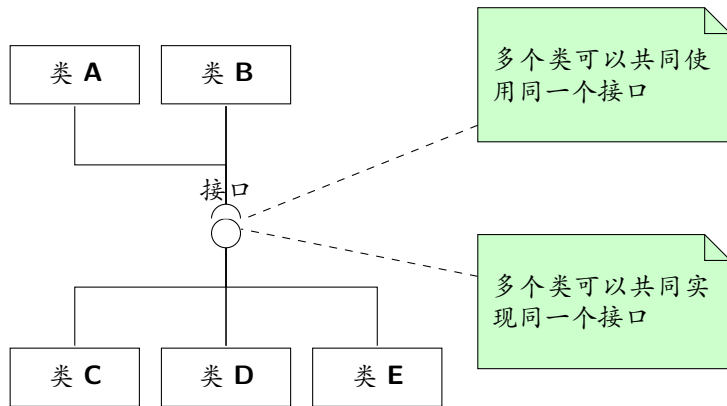 类 A
类 B
多个类可以共同使
用同一个接口
接口
多个类可以共同实
现同一个接口
类 C
类 D
类 E